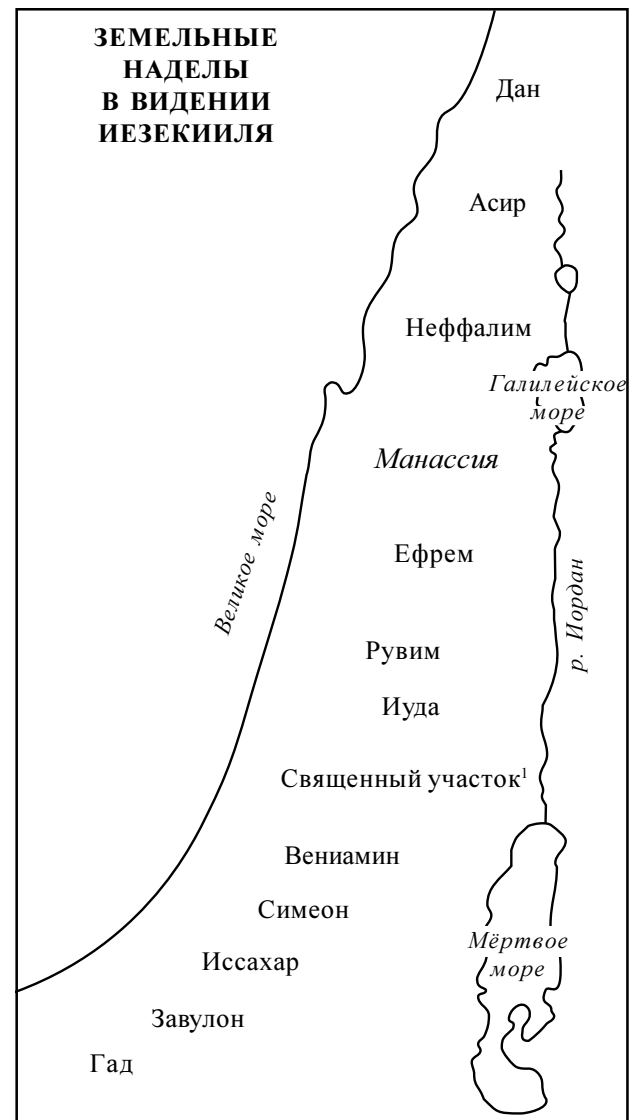 ЗЕМЕЛЬНЫЕ
НАДЕЛЫ
В ВИДЕНИИ
ИЕЗЕКИИЛЯ
Дан
Асир
Неффалим
Галилейское
море
Манассия
Великое море
Ефрем
р. Иордан
Рувим
Иуда
Священный участок¹
Вениамин
Симеон
Мёртвое
море
Иссахар
Завулон
Гад